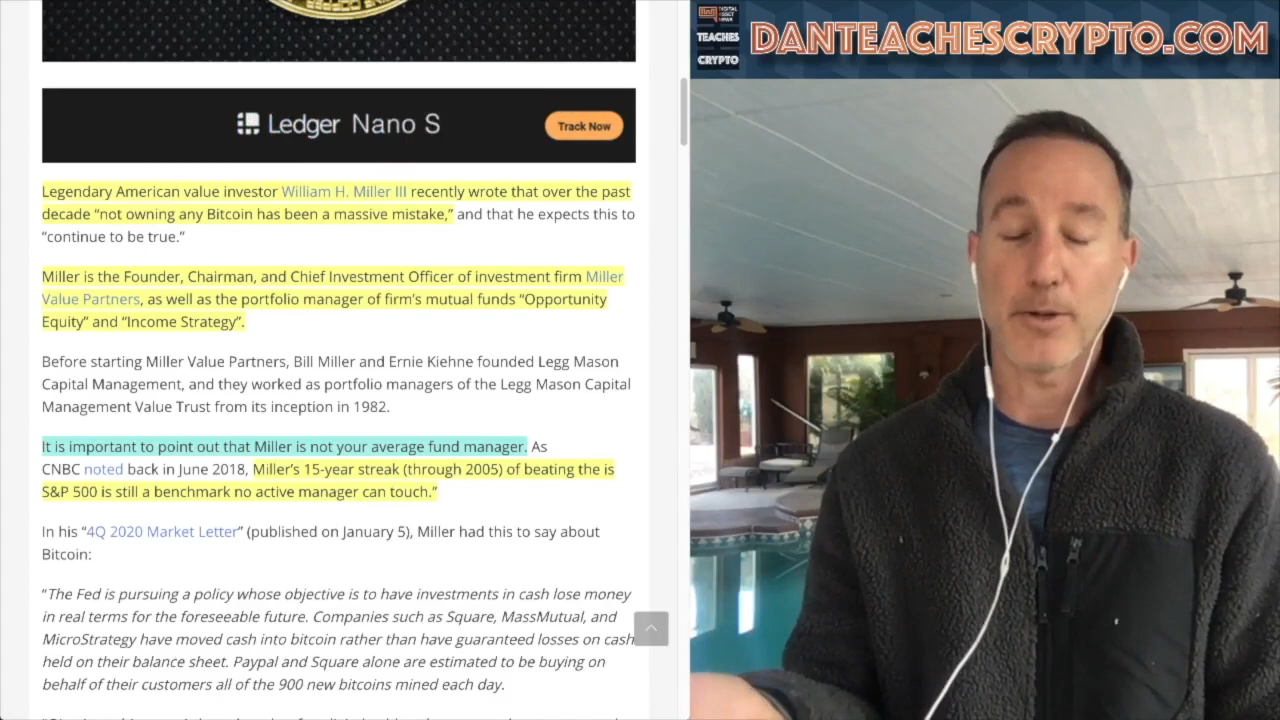 DIGITAL
ASSET
NEWS
TEACHES
CRYPTO
DANTEACHESCRYPTO.COM
Ledger Nano S
Track Now
Legendary American value investor William H. Miller III recently wrote that over the past
decade “not owning any Bitcoin has been a massive mistake,” and that he expects this to
“continue to be true.”
Miller is the Founder, Chairman, and Chief Investment Officer of investment firm Miller
Value Partners, as well as the portfolio manager of firm’s mutual funds “Opportunity
Equity” and “Income Strategy”.
Before starting Miller Value Partners, Bill Miller and Ernie Kiehne founded Legg Mason
Capital Management, and they worked as portfolio managers of the Legg Mason Capital
Management Value Trust from its inception in 1982.
It is important to point out that Miller is not your average fund manager. As
CNBC noted back in June 2018, Miller’s 15-year streak (through 2005) of beating the is
S&P 500 is still a benchmark no active manager can touch.”
In his “4Q 2020 Market Letter” (published on January 5), Miller had this to say about
Bitcoin:
“The Fed is pursuing a policy whose objective is to have investments in cash lose money
in real terms for the foreseeable future. Companies such as Square, MassMutual, and
MicroStrategy have moved cash into bitcoin rather than have guaranteed losses on cash
held on their balance sheet. Paypal and Square alone are estimated to be buying on
behalf of their customers all of the 900 new bitcoins mined each day.